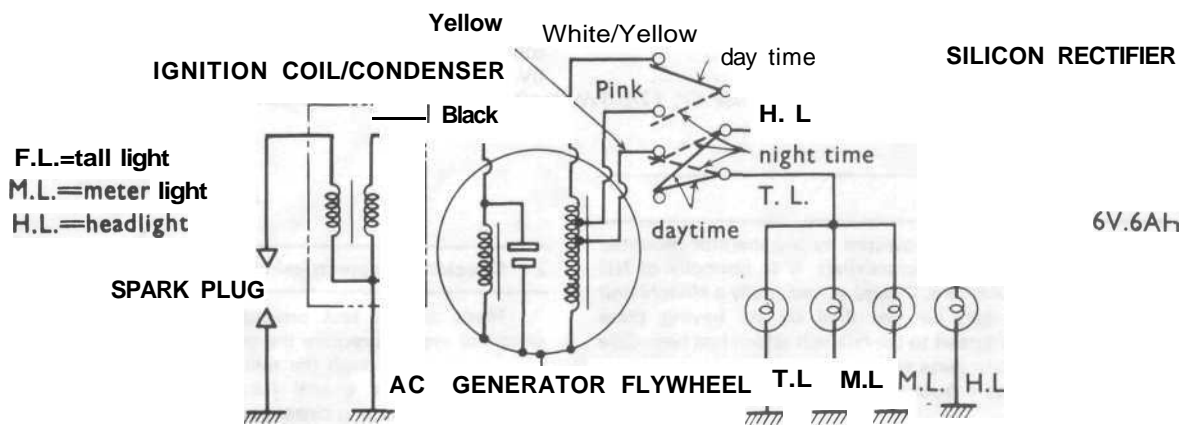 Yellow
White/Yellow
day time
SILICON RECTIFIER
IGNITION COIL/CONDENSER
Pink
Black
H. L
F.L.=tall light
night time
M.L.=meter light
T. L.
H.L.=headlight
daytime
6V.6AH
SPARK PLUG
AC GENERATOR FLYWHEEL
T.L
M.L
M.L.
H.L